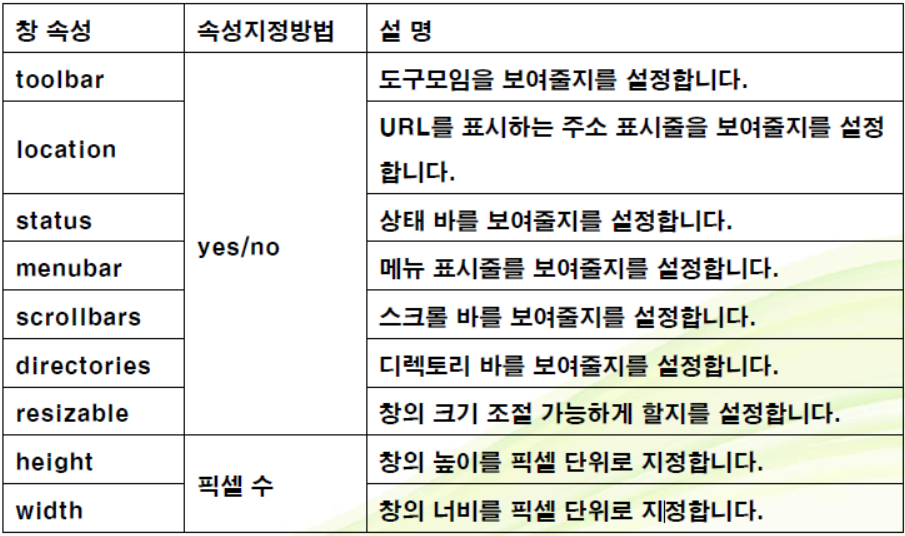 창 속성 속성지정방법 설 명
toolbar 도구모임을 보여줄지를 설정합니다.
location URL를 표시하는 주소 표시줄을 보여줄지를 설정
합니다.
status 상태 바를 보여줄지를 설정합니다.
yes/no
menubar 메뉴 표시줄를 보여줄지를 설정합니다.
scrollbars 스크롤 바를 보여줄지를 설정합니다.
directories 디렉토리 바를 보여줄지를 설정합니다.
resizable 창의 크기 조절 가능하게 할지를 설정합니다.
height 창의 높이를 픽셀 단위로 지정합니다.
픽셀 수
width 창의 너비를 픽셀 단위로 지정합니다.